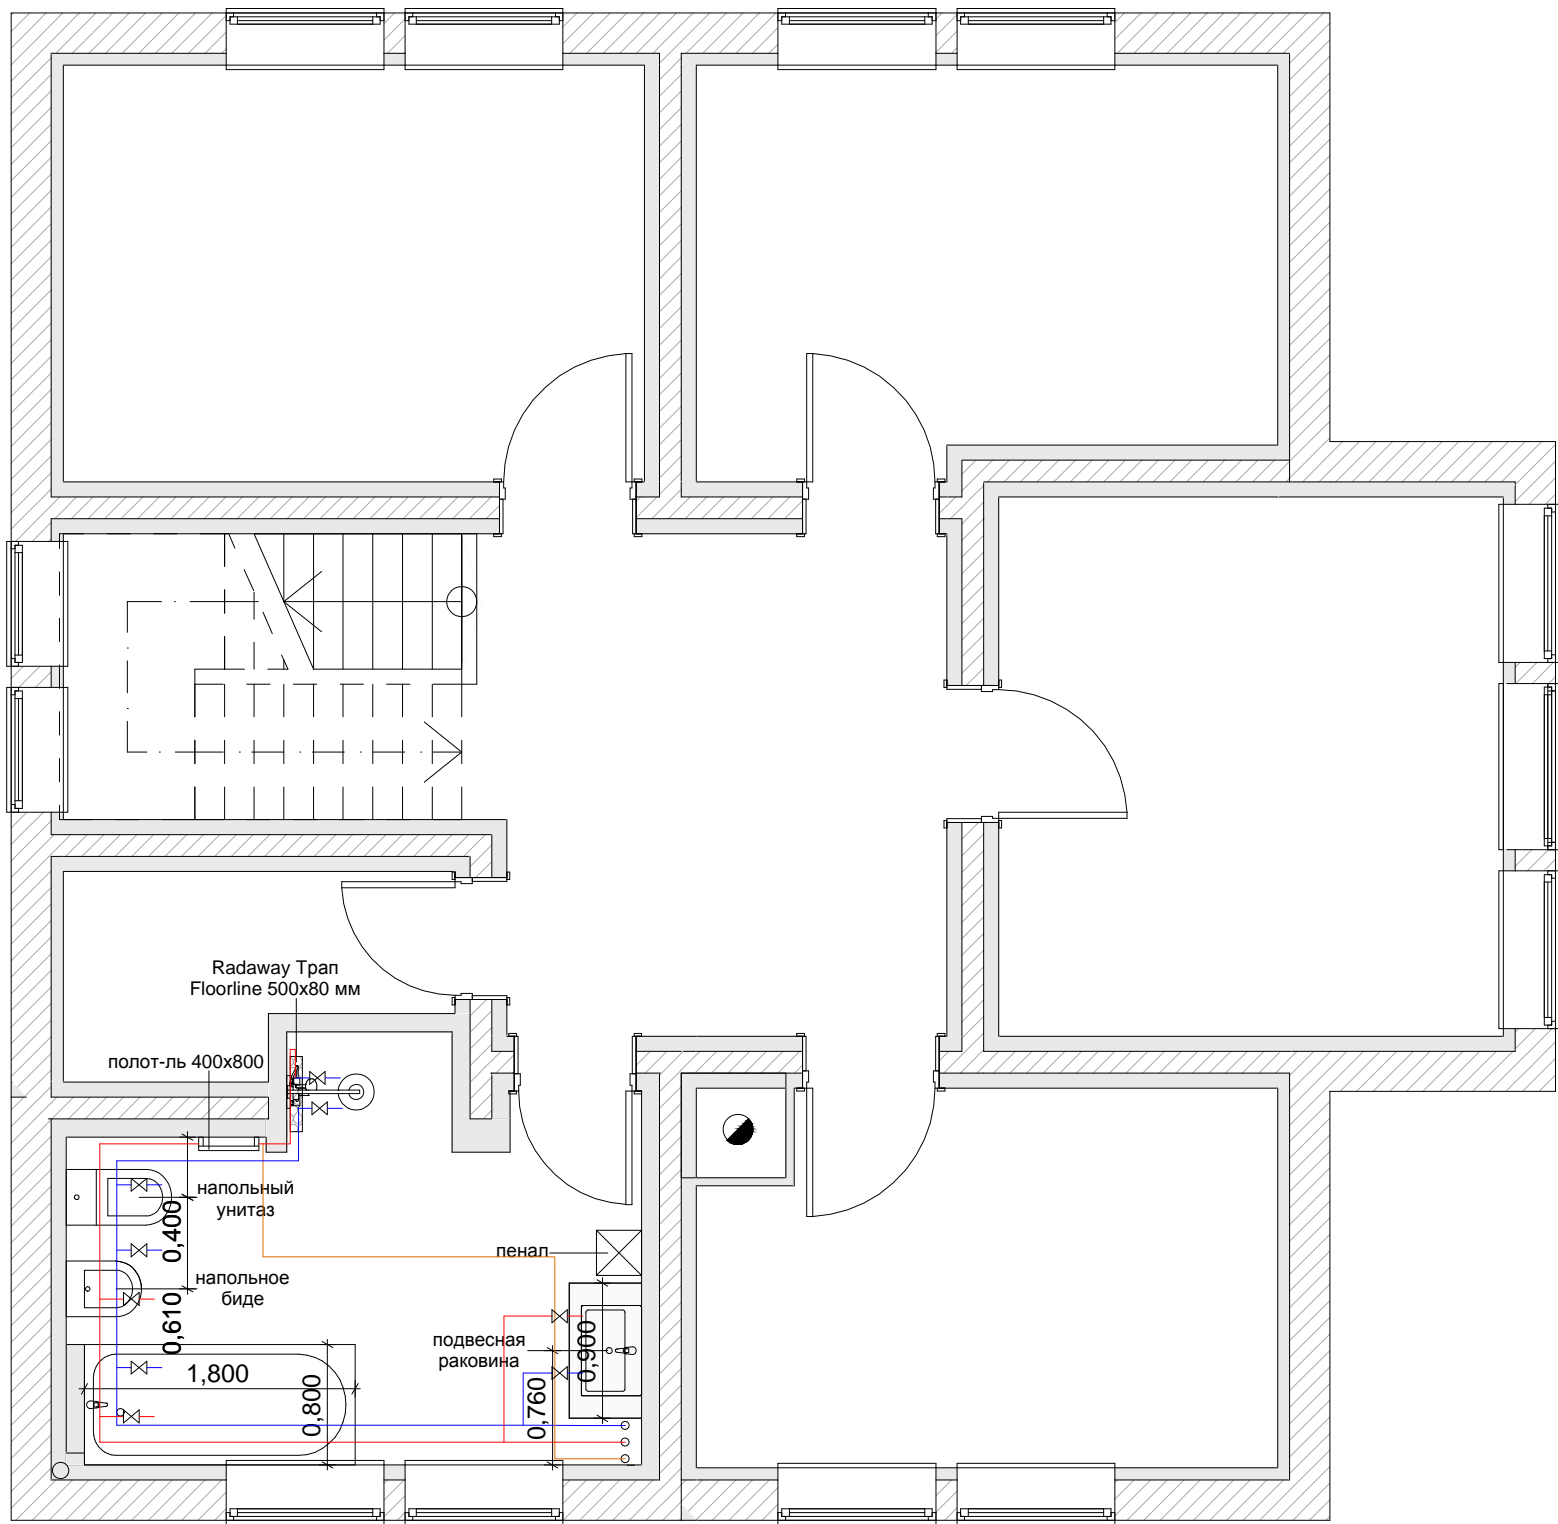 Radaway Трап
Floorline 500x80 мм
полот-ль 400x800
напольный
унитаз
0,400
пенал
напольное
биде
0,610
подвесная
раковина
0,900
1,800
0,800
0,760